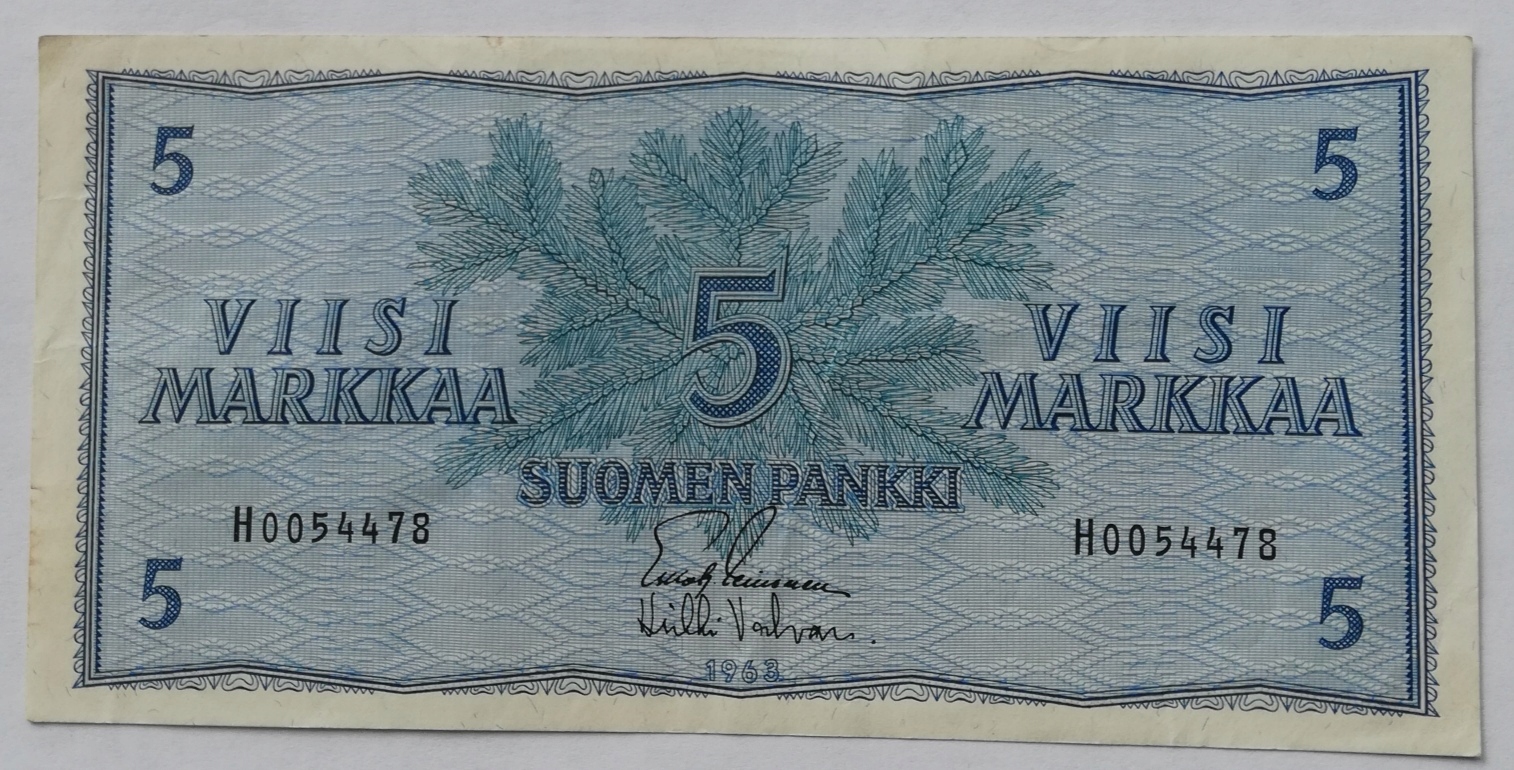 5 5
VIISI VIISI
5
MARKKAA MARKKAA
SUOMEN PANKKI
H0054478 H0054478
5 5
1963